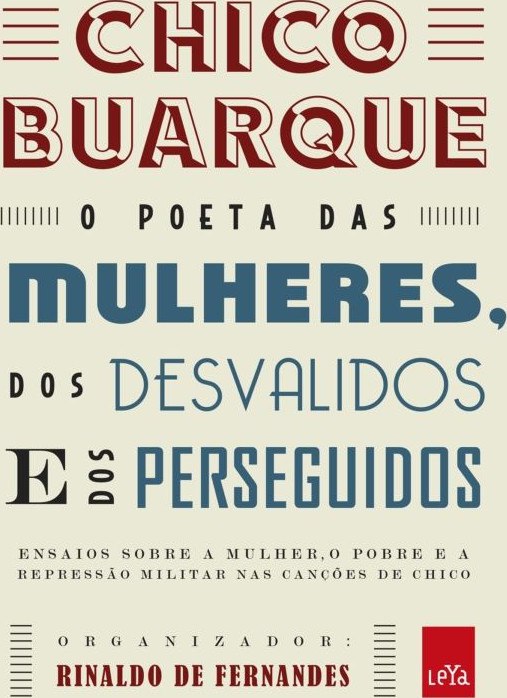 CHICO
BUARQUE
O POETA DAS
MULHERES,
DOS DESVALIDOS
E DOS PERSEGUIDOS
ENSAIOS SOBRE A MULHER, O POBRE E A
REPRESSÃO MILITAR NAS CANÇÕES DE CHICO
ORGANIZADOR:
RINALDO DE FERNANDES
LeYa